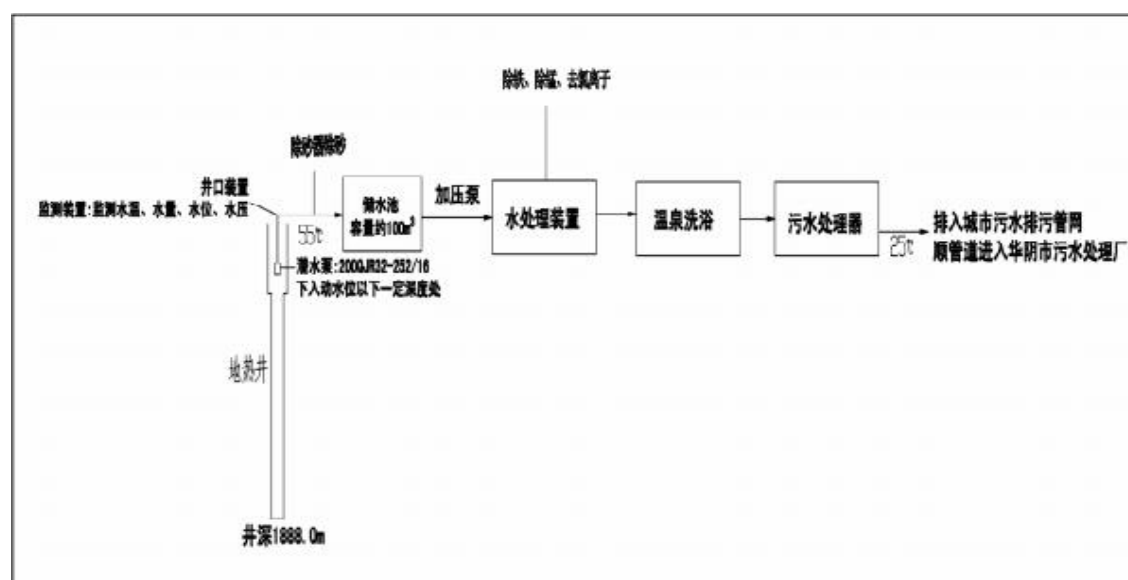 除铁、除锰、去氟离子
除砂器除砂
井口装置
监测装置:监测水温、水量、水位、水压
55℃
储水池
容量约100m³
加压泵
水处理装置
温泉洗浴
污水处理器
25℃
排入城市污水排污管网
顺管道进入华阴市污水处理厂
潜水泵:200QJR32-252/16
下入动水位以下一定深度处
地热井
井深1888.0m